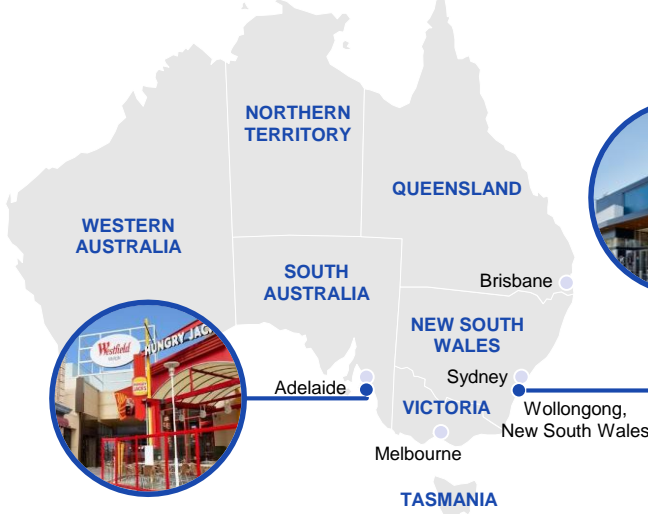 NORTHERN
TERRITORY
QUEENSLAND
WESTERN
AUSTRALIA
SOUTH
AUSTRALIA
Brisbane
NEW SOUTH
WALES
Westfield
HUNGRY JAC
Adelaide
Sydney
VICTORIA
Wollongong,
New South Wales
Melbourne
TASMANIA